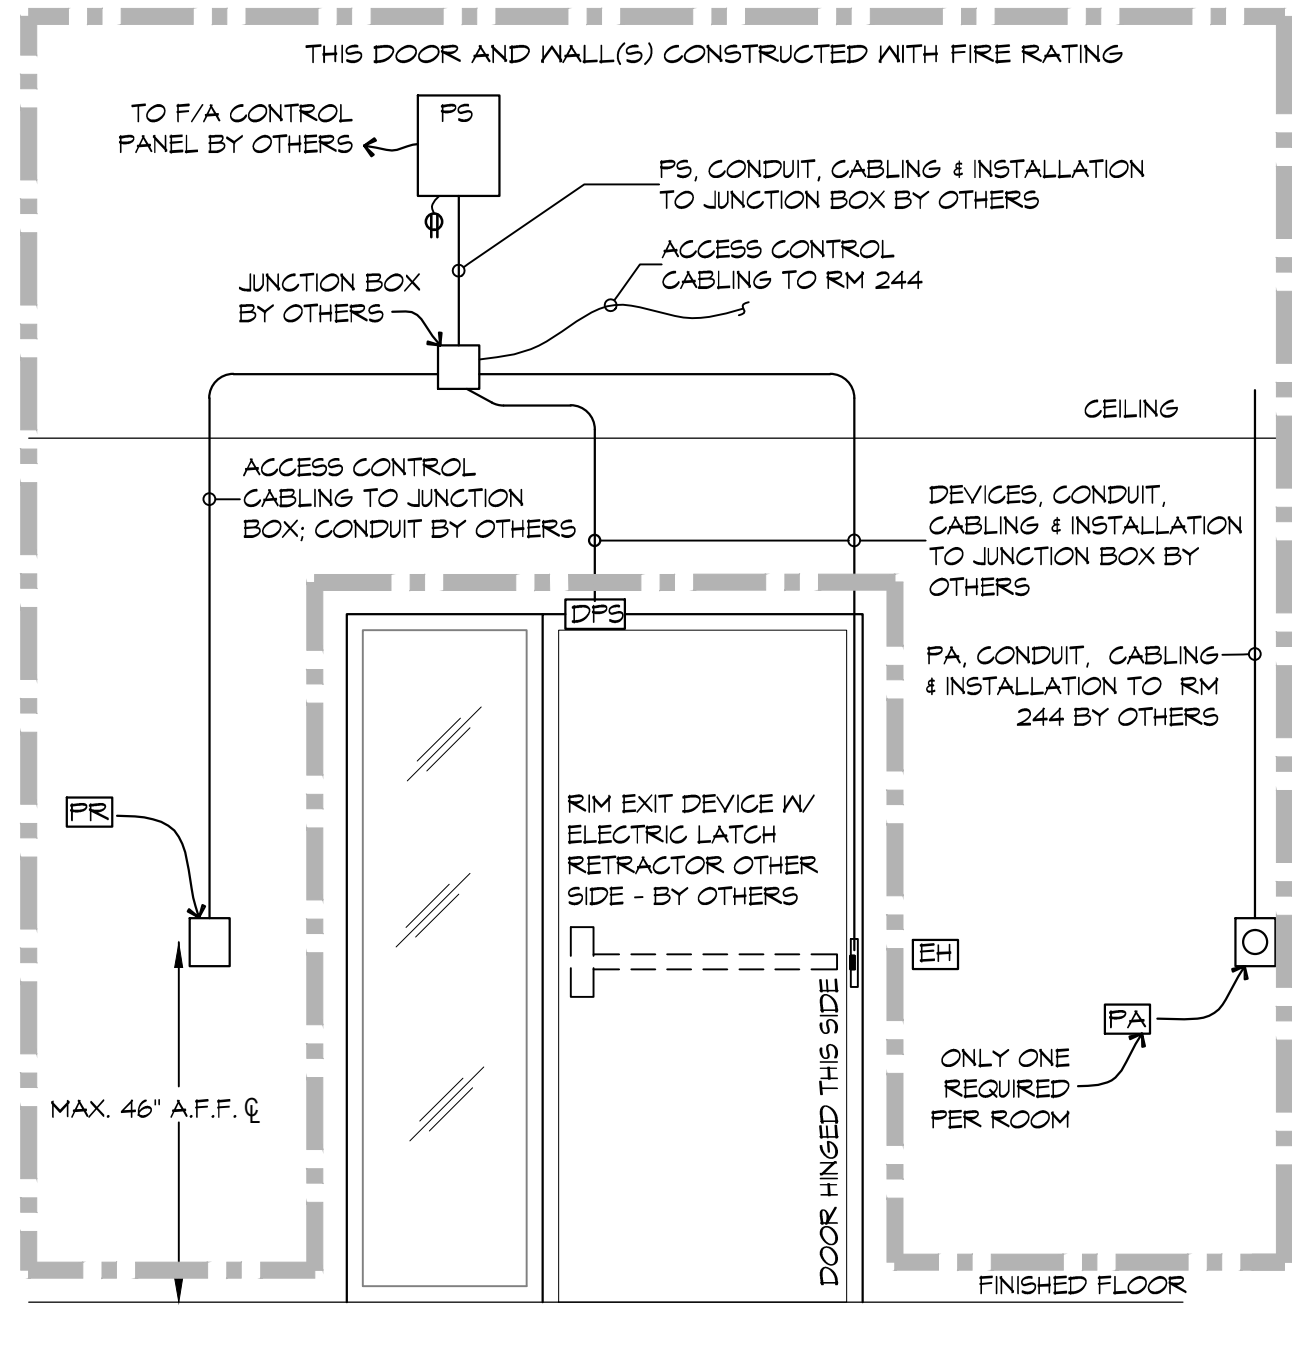 THIS DOOR AND WALL(S) CONSTRUCTED WITH FIRE RATING
TO F/A CONTROL
PANEL BY OTHERS
PS
PS, CONDUIT, CABLING & INSTALLATION
TO JUNCTION BOX BY OTHERS
ACCESS CONTROL
CABLING TO RM 244
JUNCTION BOX
BY OTHERS
CEILING
ACCESS CONTROL
CABLING TO JUNCTION
BOX; CONDUIT BY OTHERS
DEVICES, CONDUIT,
CABLING & INSTALLATION
TO JUNCTION BOX BY
OTHERS
DPS
PA, CONDUIT, CABLING
& INSTALLATION TO RM
244 BY OTHERS
PR
RIM EXIT DEVICE W/
ELECTRIC LATCH
RETRACTOR OTHER
SIDE - BY OTHERS
EH
DOOR HINGED THIS SIDE
PA
ONLY ONE
REQUIRED
PER ROOM
MAX. 46" A.F.F. ℄
FINISHED FLOOR